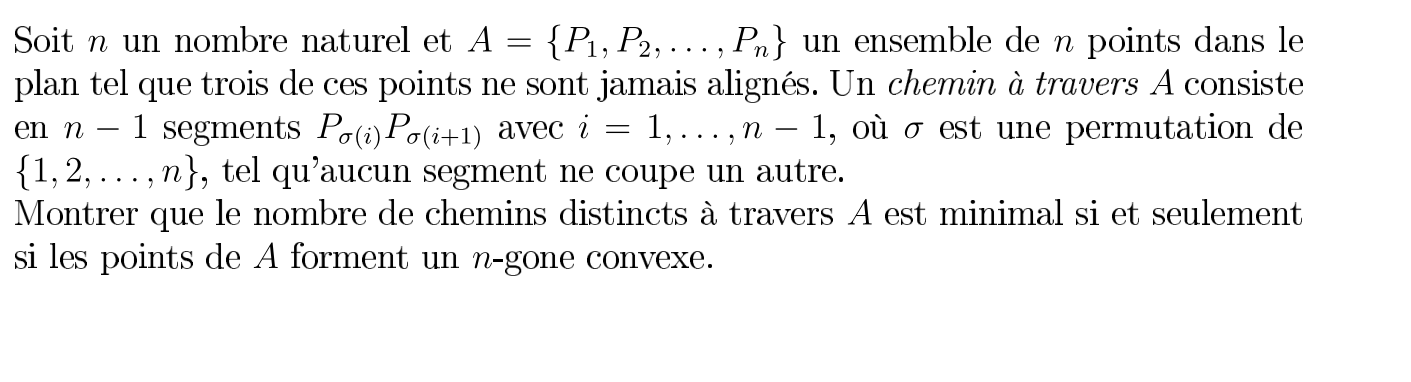 Soit $n$ un nombre naturel et $A = \{P_1, P_2, \ldots, P_n\}$ un ensemble de $n$ points dans le
plan tel que trois de ces points ne sont jamais alignés. Un chemin à travers $A$ consiste
en $n - 1$ segments $P_{\sigma(i)}P_{\sigma(i+1)}$ avec $i = 1, \ldots, n - 1$, où $\sigma$ est une permutation de
$\{1, 2, \ldots, n\}$, tel qu'aucun segment ne coupe un autre.
Montrer que le nombre de chemins distincts à travers $A$ est minimal si et seulement
si les points de $A$ forment un $n$-gone convexe.